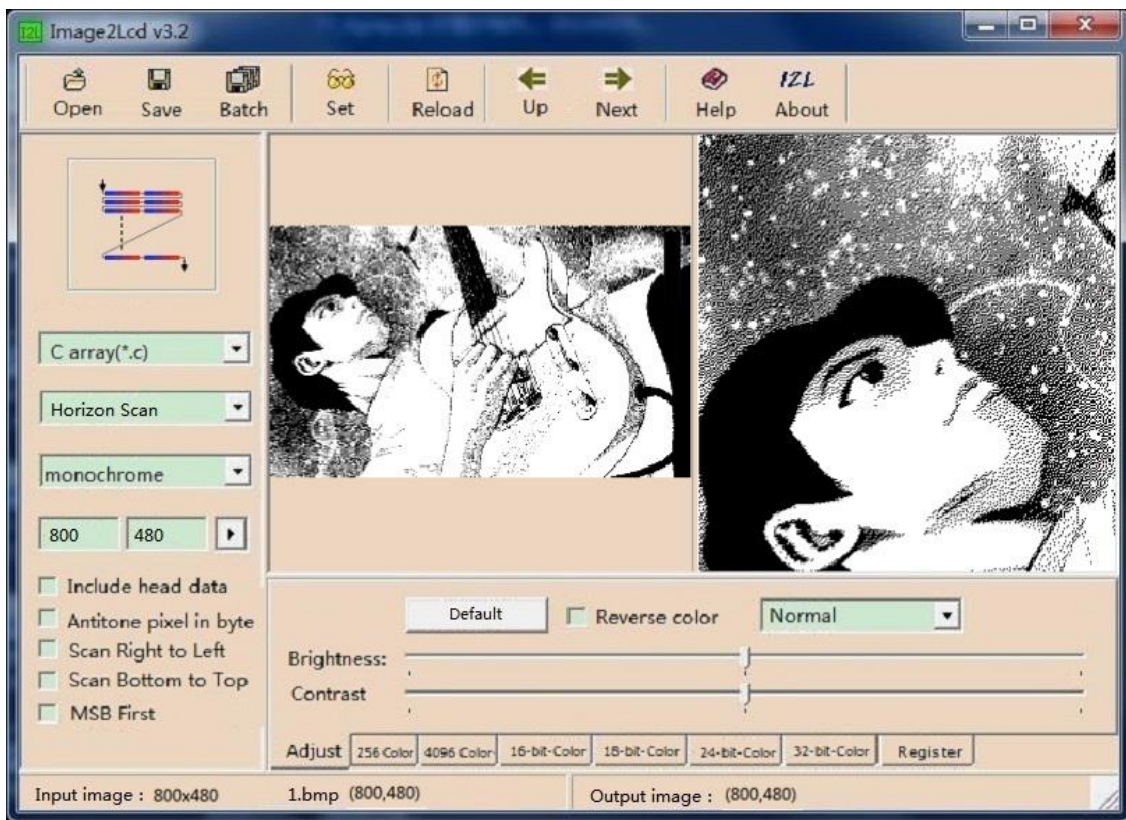 I2L Image2Lcd v3.2
Open Save Batch Set Reload Up Next Help About
I2L
C array(*.c)
Horizon Scan
monochrome
800 480
Include head data
Antitone pixel in byte
Scan Right to Left
Scan Bottom to Top
MSB First
Default Reverse color Normal
Brightness:
Contrast
Adjust 256 Color 4096 Color 16-bit-Color 18-bit-Color 24-bit-Color 32-bit-Color Register
Input image : 800x480 1.bmp (800,480) Output image : (800,480)